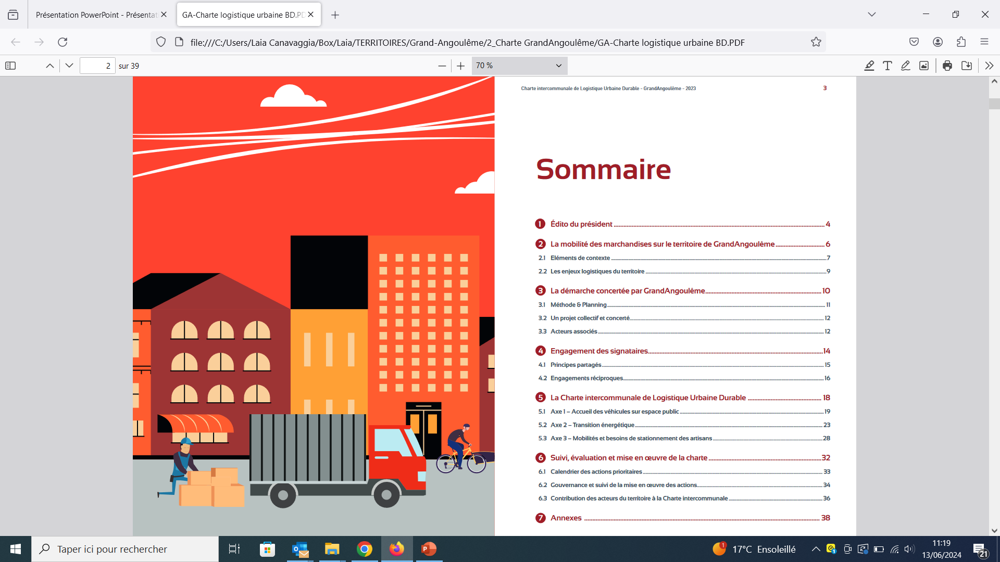 Présentation PowerPoint - Présentat
GA-Charte logistique urbaine BD.PD
file:///C:/Users/Laia Canavaggia/Box/Laia/TERRITOIRES/Grand-Angoulême/2_Charte GrandAngoulême/GA-Charte logistique urbaine BD.PDF
2 sur 39
70 %
Charte intercommunale de Logistique Urbaine Durable - GrandAngoulême - 2023 3
Sommaire
1 Édito du président 4
2 La mobilité des marchandises sur le territoire de GrandAngoulême 6
2.1 Eléments de contexte 7
2.2 Les enjeux logistiques du territoire 9
3 La démarche concertée par GrandAngoulême 10
3.1 Méthode & Planning 11
3.2 Un projet collectif et concerté 12
3.3 Acteurs associés 12
4 Engagement des signataires 14
4.1 Principes partagés 15
4.2 Engagements réciproques 16
5 La Charte intercommunale de Logistique Urbaine Durable 18
5.1 Axe 1 – Accueil des véhicules sur espace public 19
5.2 Axe 2 – Transition énergétique 23
5.3 Axe 3 – Mobilités et besoins de stationnement des artisans 28
6 Suivi, évaluation et mise en œuvre de la charte 32
6.1 Calendrier des actions prioritaires 33
6.2 Gouvernance et suivi de la mise en œuvre des actions 34
6.3 Contribution des acteurs du territoire à la Charte intercommunale 36
7 Annexes 38
Taper ici pour rechercher
1
17°C Ensoleillé
1
11:19
13/06/2024
21